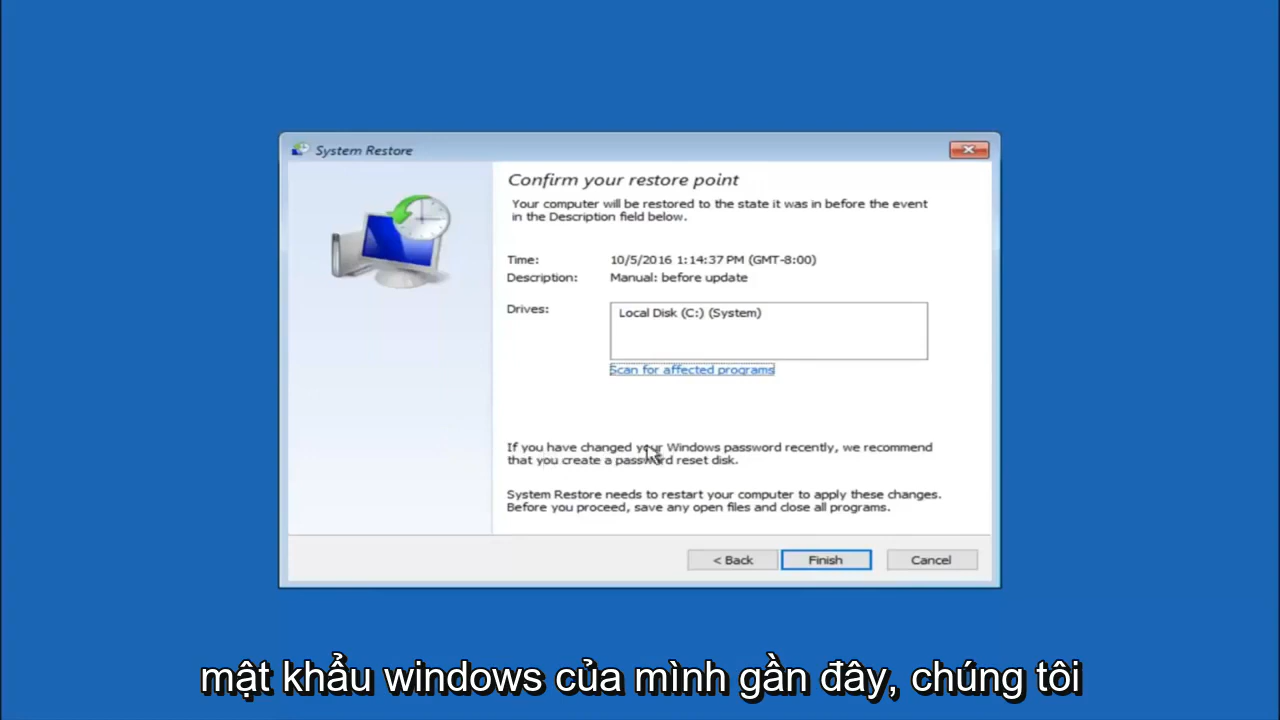 System Restore
Confirm your restore point
Your computer will be restored to the state it was in before the event
in the Description field below.
Time: 10/5/2016 1:14:37 PM (GMT-8:00)
Description: Manual: before update
Drives: Local Disk (C:) (System)
Scan for affected programs
If you have changed your Windows password recently, we recommend
that you create a password reset disk.
System Restore needs to restart your computer to apply these changes.
Before you proceed, save any open files and close all programs.
< Back Finish Cancel
mật khẩu windows của mình gần đây, chúng tôi